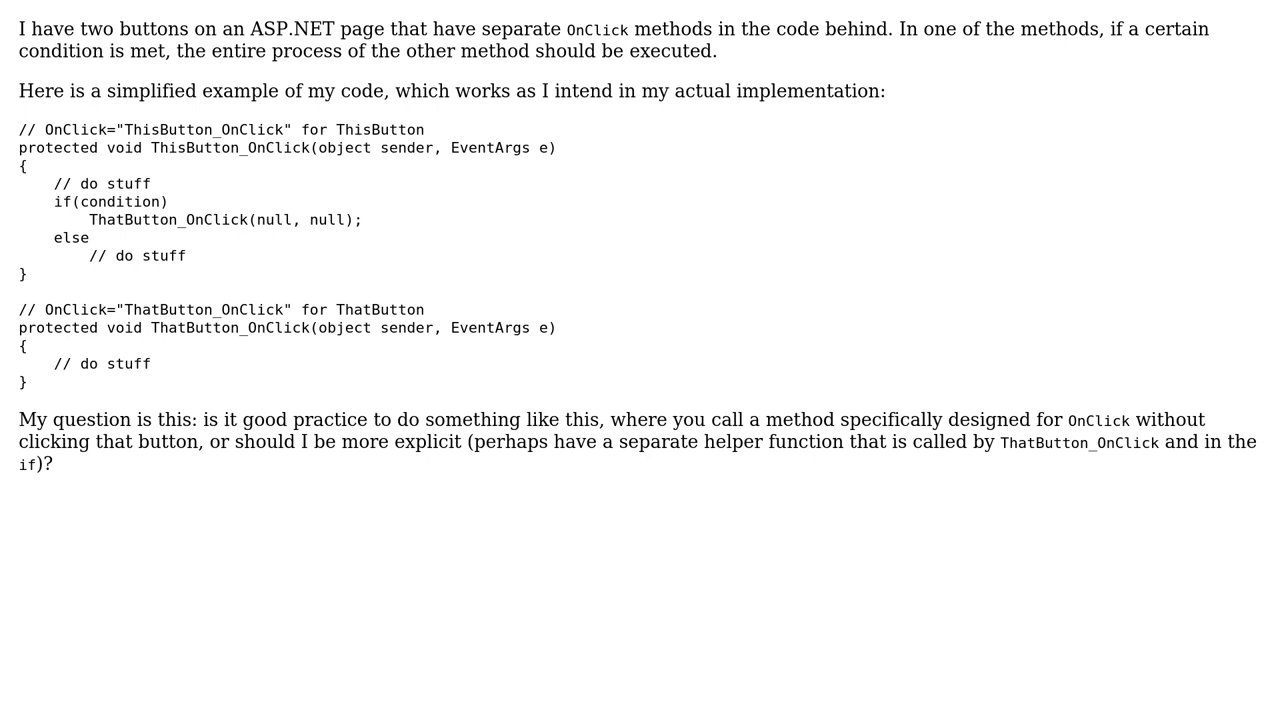 I have two buttons on an ASP.NET page that have separate OnClick methods in the code behind. In one of the methods, if a certain
condition is met, the entire process of the other method should be executed.
Here is a simplified example of my code, which works as I intend in my actual implementation:
// OnClick="ThisButton_OnClick" for ThisButton
protected void ThisButton_OnClick(object sender, EventArgs e)
{
    // do stuff
    if(condition)
        ThatButton_OnClick(null, null);
    else
        // do stuff
}
// OnClick="ThatButton_OnClick" for ThatButton
protected void ThatButton_OnClick(object sender, EventArgs e)
{
    // do stuff
}
My question is this: is it good practice to do something like this, where you call a method specifically designed for OnClick without
clicking that button, or should I be more explicit (perhaps have a separate helper function that is called by ThatButton_OnClick and in the
if)?